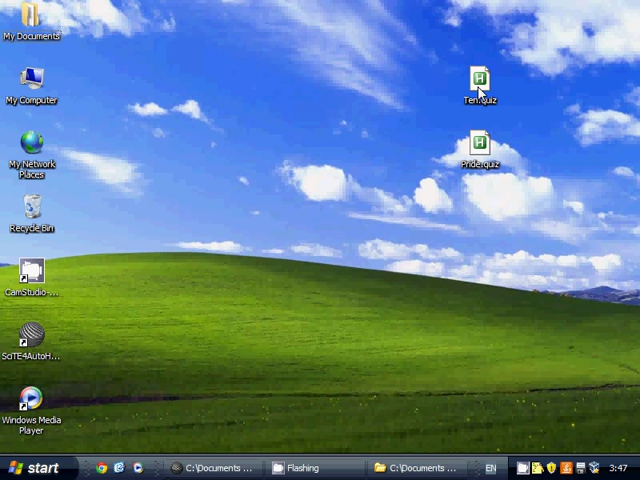 My Documents
My Computer
My Network
Places
Recycle Bin
CamStudio-...
SciTE4AutoH...
Windows Media
Player
Ten.quiz
Pride.quiz
H
H
start
C:\Documents ...
Flashing
C:\Documents ...
EN
3:47